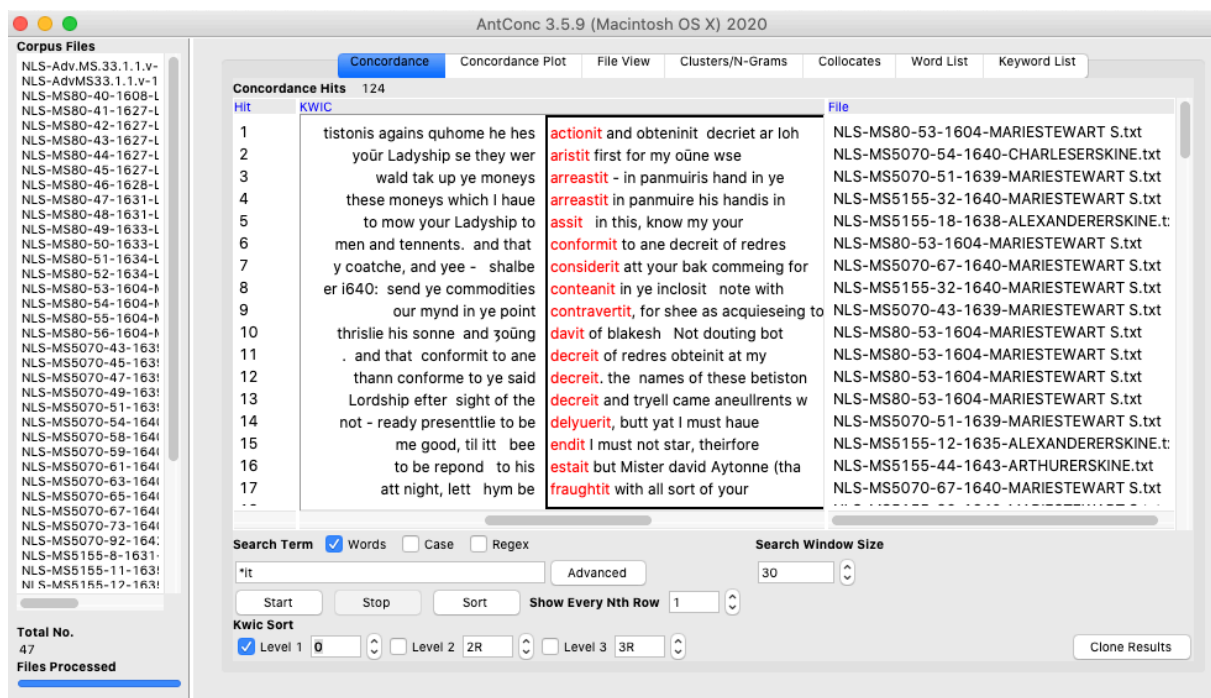 AntConc 3.5.9 (Macintosh OS X) 2020
Corpus Files
NLS-Adv.MS.33.1.1.v-
NLS-AdvMS33.1.1.v-1
NLS-MS80-40-1608-L
NLS-MS80-41-1627-L
NLS-MS80-42-1627-L
NLS-MS80-43-1627-L
NLS-MS80-44-1627-L
NLS-MS80-45-1627-L
NLS-MS80-46-1628-L
NLS-MS80-47-1631-L
NLS-MS80-48-1631-L
NLS-MS80-49-1633-L
NLS-MS80-50-1633-L
NLS-MS80-51-1634-L
NLS-MS80-52-1634-L
NLS-MS80-53-1604-M
NLS-MS80-54-1604-M
NLS-MS80-55-1604-M
NLS-MS80-56-1604-M
NLS-MS5070-43-1639
NLS-MS5070-45-1639
NLS-MS5070-47-1639
NLS-MS5070-49-1639
NLS-MS5070-51-1639
NLS-MS5070-54-1640
NLS-MS5070-58-1640
NLS-MS5070-59-1640
NLS-MS5070-61-1640
NLS-MS5070-63-1640
NLS-MS5070-65-1640
NLS-MS5070-67-1640
NLS-MS5070-73-1640
NLS-MS5070-92-1642
NLS-MS5155-8-1631-
NLS-MS5155-11-1635
NLS-MS5155-12-1635
Total No.
47
Files Processed
Concordance Concordance Plot File View Clusters/N-Grams Collocates Word List Keyword List
Concordance Hits 124
Hit KWIC File
1 tistonis agains quhome he hes actionit and obteninit decriet ar loh NLS-MS80-53-1604-MARIESTEWART S.txt
2 yoūr Ladyship se they wer aristit first for my oūne wse NLS-MS5070-54-1640-CHARLESERSKINE.txt
3 wald tak up ye moneys arreastit - in panmuiris hand in ye NLS-MS5070-51-1639-MARIESTEWART S.txt
4 these moneys which I haue arreastit in panmuire his handis in NLS-MS5155-32-1640-MARIESTEWART S.txt
5 to mow your Ladyship to assit in this, know my your NLS-MS5155-18-1638-ALEXANDERERSKINE.t
6 men and tennents. and that conformit to ane decreit of redres NLS-MS80-53-1604-MARIESTEWART S.txt
7 y coatche, and yee - shalbe considerit att your bak commeing for NLS-MS5070-67-1640-MARIESTEWART S.txt
8 er i640: send ye commodities conteanit in ye inclosit note with NLS-MS5155-32-1640-MARIESTEWART S.txt
9 our mynd in ye point contravertit, for shee as acquieseing to NLS-MS5070-43-1639-MARIESTEWART S.txt
10 thrislie his sonne and ȝoūng davit of blakesh Not douting bot NLS-MS80-53-1604-MARIESTEWART S.txt
11 . and that conformit to ane decreit of redres obteinit at my NLS-MS80-53-1604-MARIESTEWART S.txt
12 thann conforme to ye said decreit. the names of these betiston NLS-MS80-53-1604-MARIESTEWART S.txt
13 Lordship efter sight of the decreit and tryell came aneullrents w NLS-MS80-53-1604-MARIESTEWART S.txt
14 not - ready presenttlie to be delyuerit, butt yat I must haue NLS-MS5070-51-1639-MARIESTEWART S.txt
15 me good, til itt bee endit I must not star, theirfore NLS-MS5155-12-1635-ALEXANDERERSKINE.t
16 to be repond to his estait but Mister david Aytonne (tha NLS-MS5155-44-1643-ARTHURERSKINE.txt
17 att night, lett hym be fraughtit with all sort of your NLS-MS5070-67-1640-MARIESTEWART S.txt
Search Term Words Case Regex Search Window Size
*it Advanced 30
Start Stop Sort Show Every Nth Row 1
Kwic Sort
Level 1 0 Level 2 2R Level 3 3R Clone Results